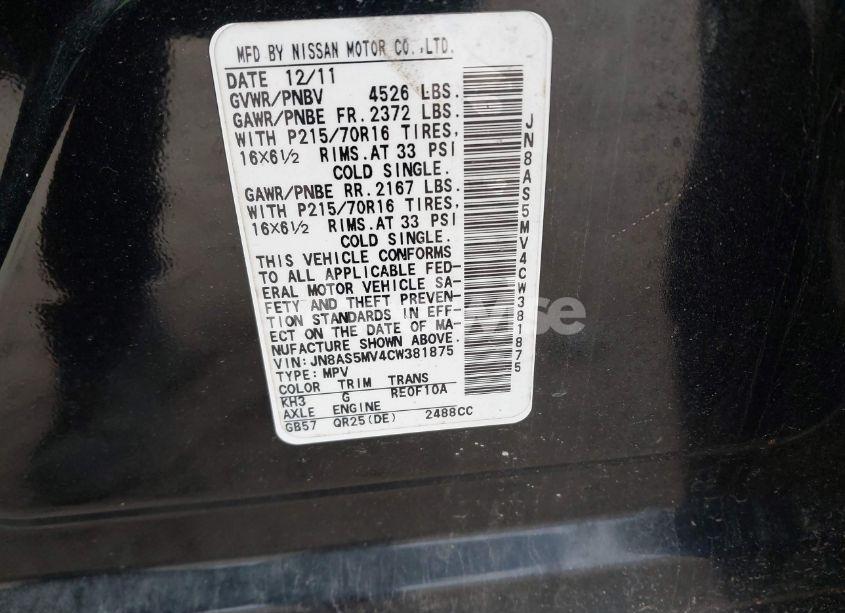 MFD BY NISSAN MOTOR CO.,LTD.
DATE 12/11
GVWR/PNBV 4526 LBS.
GAWR/PNBE FR.2372 LBS.
WITH P215/70R16 TIRES,
16X6½ RIMS.AT 33 PSI
COLD SINGLE.
GAWR/PNBE RR.2167 LBS.
WITH P215/70R16 TIRES,
16X6½ RIMS.AT 33 PSI
COLD SINGLE.
THIS VEHICLE CONFORMS
TO ALL APPLICABLE FED-
ERAL MOTOR VEHICLE SA-
FETY AND THEFT PREVEN-
TION STANDARDS IN EFF-
ECT ON THE DATE OF MA-
NUFACTURE SHOWN ABOVE.
VIN:JN8AS5MV4CW381875
TYPE:MPV
COLOR TRIM TRANS
KH3 G RE0F10A
AXLE ENGINE
GB57 QR25(DE) 2488CC
JN8AS5MV4CW381875